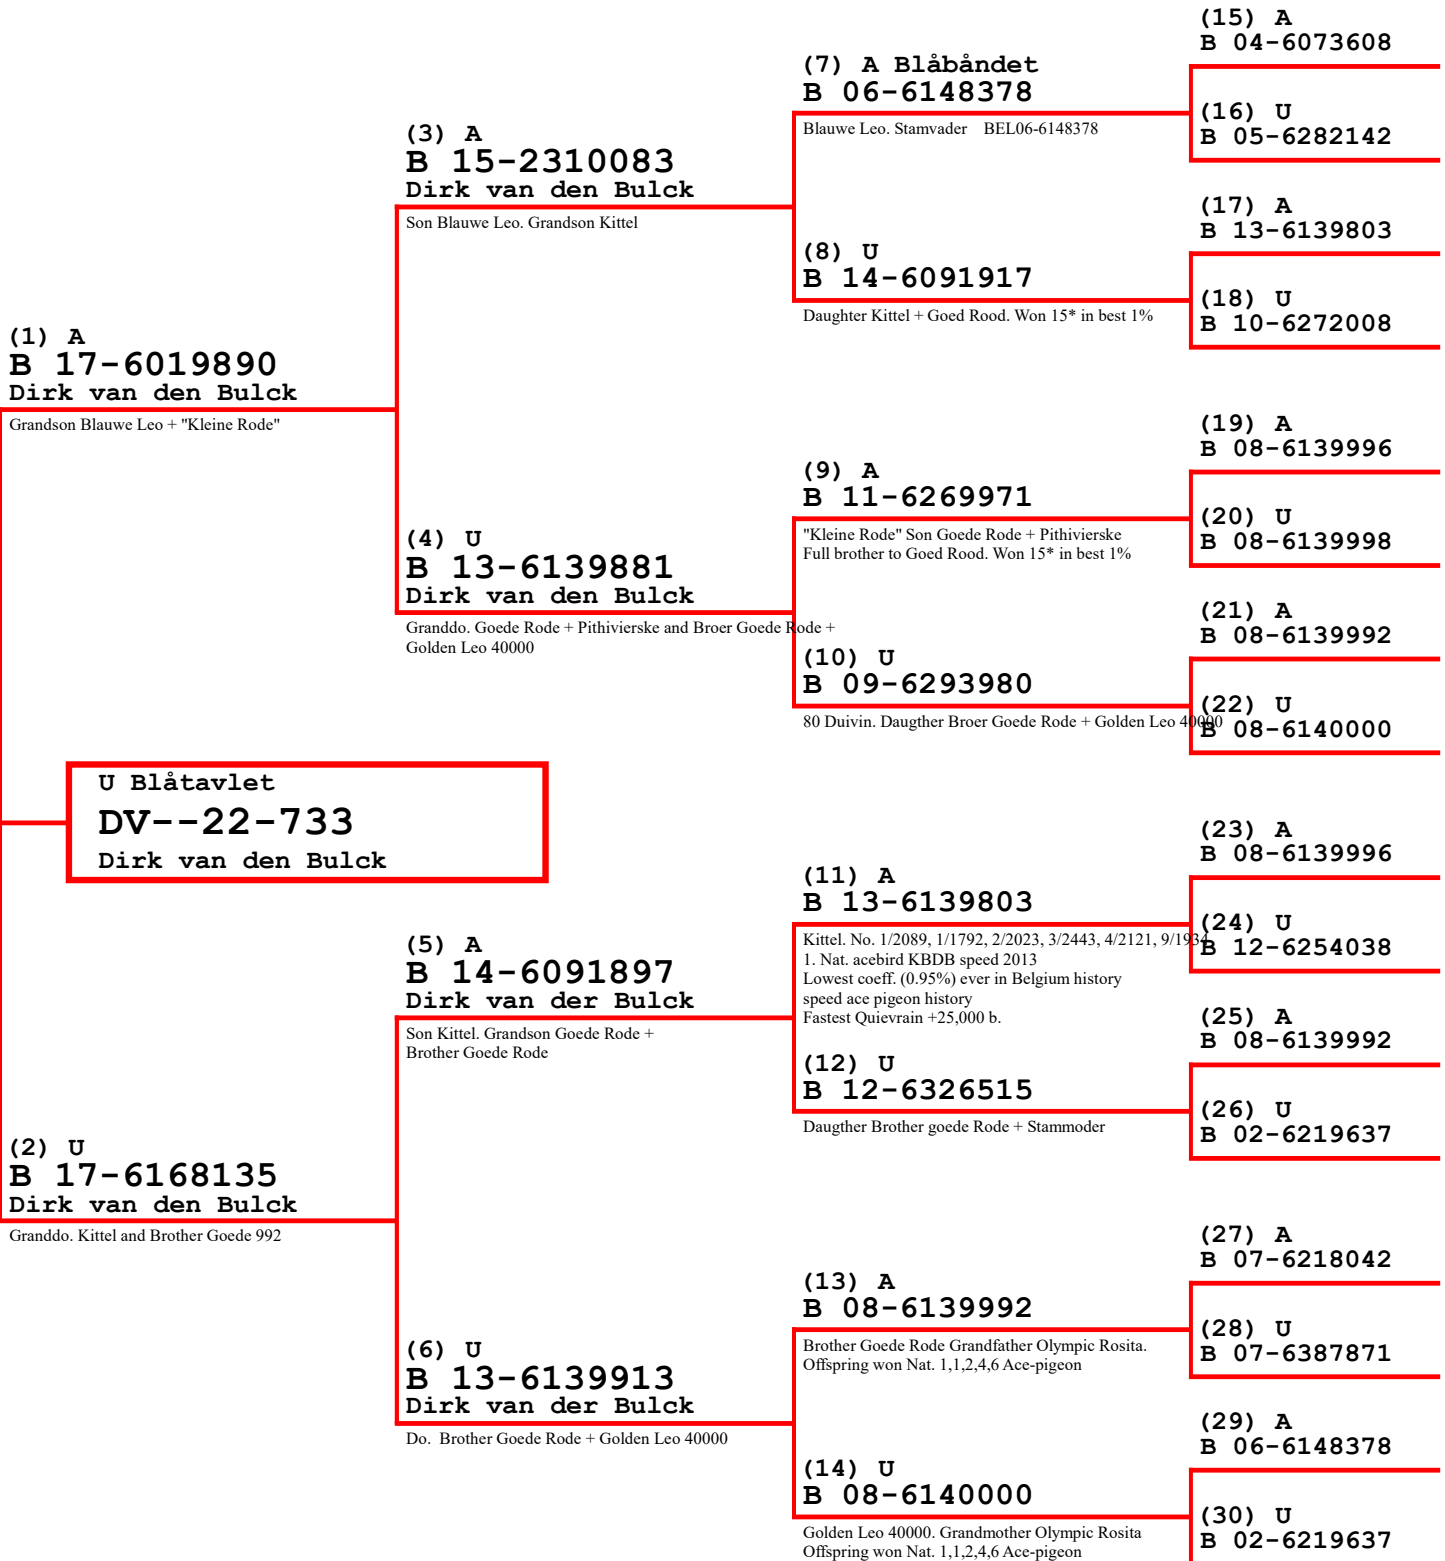 (1) A
B 17-6019890
Dirk van den Bulck
Grandson Blauwe Leo + "Kleine Rode"
U Blåtavlet
DV--22-733
Dirk van den Bulck
(2) U
B 17-6168135
Dirk van den Bulck
Granddo. Kittel and Brother Goede 992
(3) A
B 15-2310083
Dirk van den Bulck
Son Blauwe Leo. Grandson Kittel
(4) U
B 13-6139881
Dirk van den Bulck
Granddo. Goede Rode + Pithivierske and Broer Goede Rode +
Golden Leo 40000
(5) A
B 14-6091897
Dirk van der Bulck
Son Kittel. Grandson Goede Rode +
Brother Goede Rode
(6) U
B 13-6139913
Dirk van der Bulck
Do. Brother Goede Rode + Golden Leo 40000
(7) A Blåbåndet
B 06-6148378
Blauwe Leo. Stamvader BEL06-6148378
(8) U
B 14-6091917
Daughter Kittel + Goed Rood. Won 15* in best 1%
(9) A
B 11-6269971
"Kleine Rode" Son Goede Rode + Pithivierske
Full brother to Goed Rood. Won 15* in best 1%
(10) U
B 09-6293980
80 Duivin. Daugther Broer Goede Rode + Golden Leo 40000
(11) A
B 13-6139803
Kittel. No. 1/2089, 1/1792, 2/2023, 3/2443, 4/2121, 9/1934
1. Nat. acebird KBDB speed 2013
Lowest coeff. (0.95%) ever in Belgium history
speed ace pigeon history
Fastest Quievrain +25,000 b.
(12) U
B 12-6326515
Daugther Brother goede Rode + Stammoder
(13) A
B 08-6139992
Brother Goede Rode Grandfather Olympic Rosita.
Offspring won Nat. 1,1,2,4,6 Ace-pigeon
(14) U
B 08-6140000
Golden Leo 40000. Grandmother Olympic Rosita
Offspring won Nat. 1,1,2,4,6 Ace-pigeon
(15) A
B 04-6073608
(16) U
B 05-6282142
(17) A
B 13-6139803
(18) U
B 10-6272008
(19) A
B 08-6139996
(20) U
B 08-6139998
(21) A
B 08-6139992
(22) U
B 08-6140000
(23) A
B 08-6139996
(24) U
B 12-6254038
(25) A
B 08-6139992
(26) U
B 02-6219637
(27) A
B 07-6218042
(28) U
B 07-6387871
(29) A
B 06-6148378
(30) U
B 02-6219637